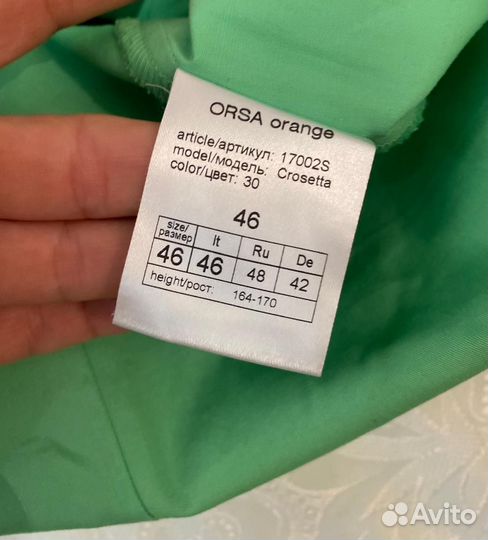 ORSA orange
article/артикул: 17002S
model/модель: Crosetta
color/цвет: 30
46
size/размер It Ru De
46 46 48 42
height/рост: 164-170
Avito